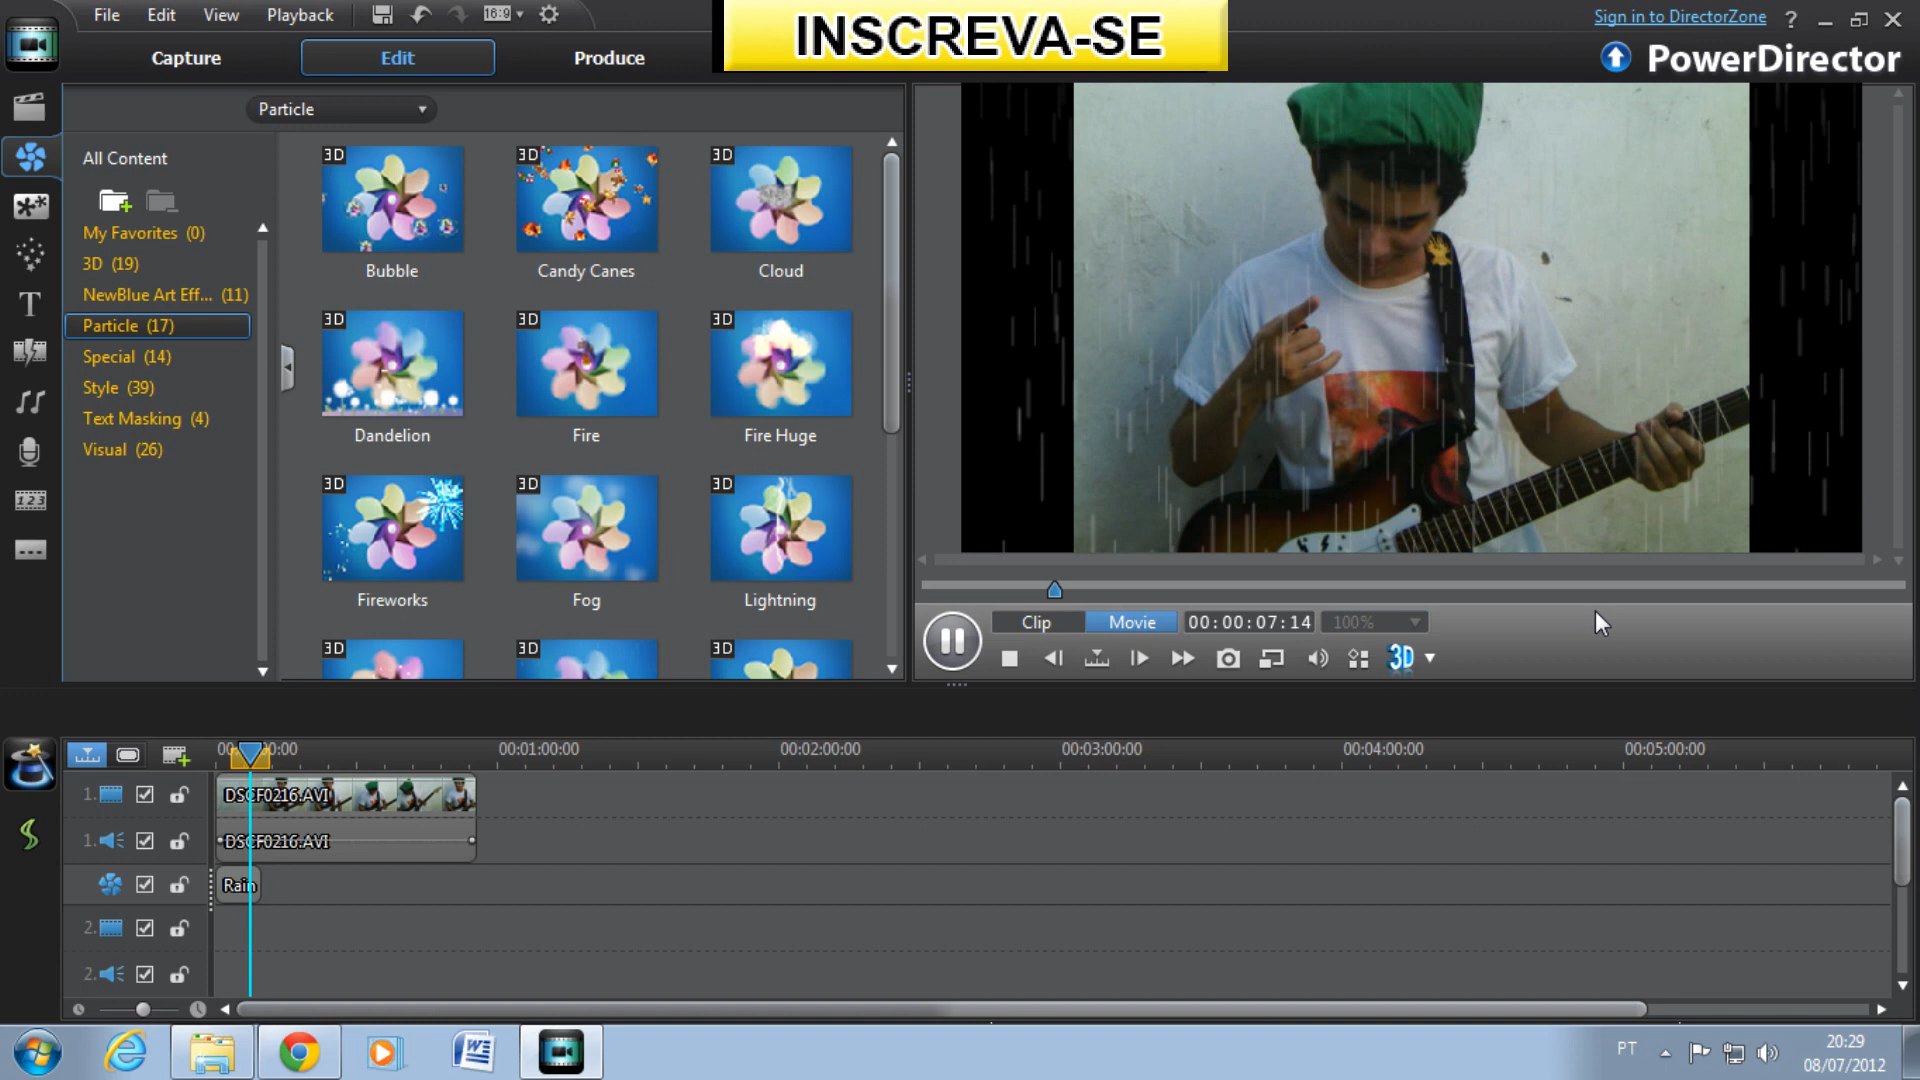 File Edit View Playback 16:9
INSCREVA-SE
Sign in to DirectorZone ?
Capture Edit Produce
PowerDirector
Particle
All Content
My Favorites (0)
3D (19)
NewBlue Art Eff... (11)
Particle (17)
Special (14)
Style (39)
Text Masking (4)
Visual (26)
T
1 2 3
3D 3D 3D
Bubble Candy Canes Cloud
3D 3D 3D
Dandelion Fire Fire Huge
3D 3D 3D
Fireworks Fog Lightning
3D 3D 3D
Clip Movie 00:00:07:14 100%
3D
00:01:00:00 00:02:00:00 00:03:00:00 00:04:00:00 00:05:00:00
1. DSCF0216.AVI
1. DSCF0216.AVI
Rain
2.
2.
PT
20:29
08/07/2012